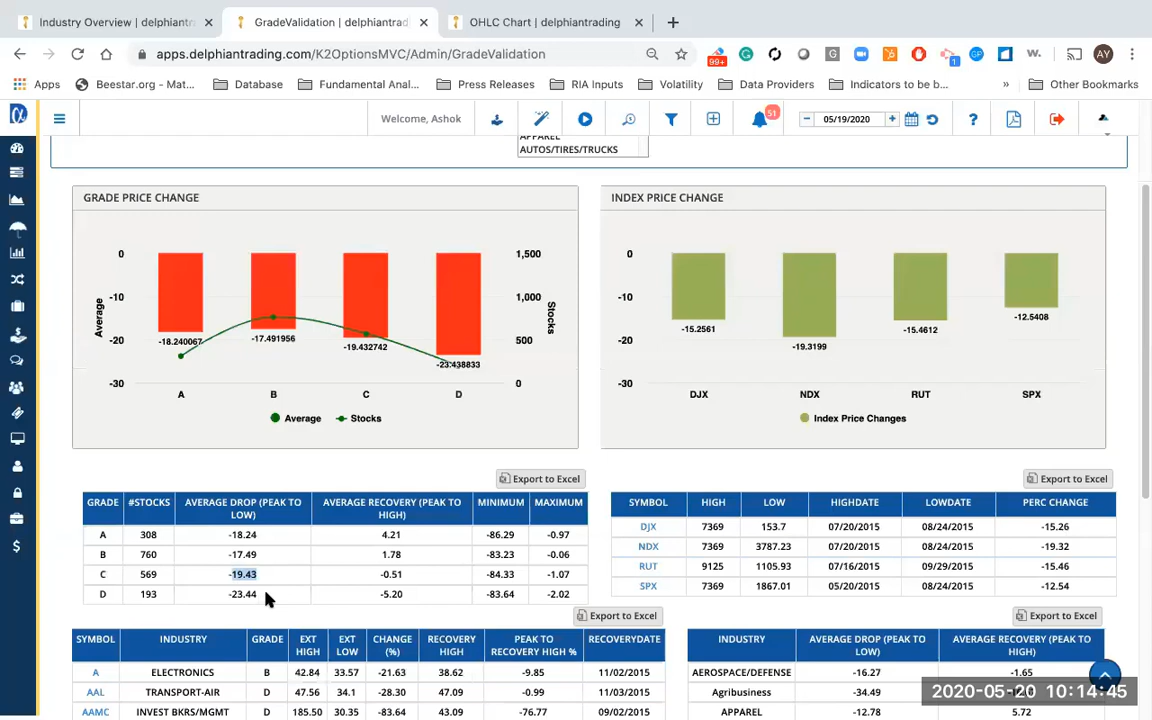 Industry Overview | delphiantr
GradeValidation | delphiantrad
OHLC Chart | delphiantrading
apps.delphiantrading.com/K2OptionsMVC/Admin/GradeValidation
99+
G
GP
1
W.
AY
Apps
Beestar.org - Mat...
Database
Fundamental Anal...
Press Releases
RIA Inputs
Volatility
Data Providers
Indicators to be b...
»
Other Bookmarks
Welcome, Ashok
51
05/19/2020
?
APPAREL
AUTOS/TIRES/TRUCKS
GRADE PRICE CHANGE
0
-10
-20
-30
Average
-18.240067
-17.491956
-19.432742
-23.438833
1,500
1,000
500
0
Stocks
A B C D
Average Stocks
INDEX PRICE CHANGE
0
-10
-20
-30
-15.2561
-19.3199
-15.4612
-12.5408
DJX NDX RUT SPX
Index Price Changes
Export to Excel
GRADE #STOCKS AVERAGE DROP (PEAK TO LOW) AVERAGE RECOVERY (PEAK TO HIGH) MINIMUM MAXIMUM
A 308 -18.24 4.21 -86.29 -0.97
B 760 -17.49 1.78 -83.23 -0.06
C 569 -19.43 -0.51 -84.33 -1.07
D 193 -23.44 -5.20 -83.64 -2.02
Export to Excel
SYMBOL HIGH LOW HIGHDATE LOWDATE PERC CHANGE
DJX 7369 153.7 07/20/2015 08/24/2015 -15.26
NDX 7369 3787.23 07/20/2015 08/24/2015 -19.32
RUT 9125 1105.93 07/16/2015 09/29/2015 -15.46
SPX 7369 1867.01 05/20/2015 08/24/2015 -12.54
Export to Excel
SYMBOL INDUSTRY GRADE EXT HIGH EXT LOW CHANGE (%) RECOVERY HIGH PEAK TO RECOVERY HIGH % RECOVERYDATE
A ELECTRONICS B 42.84 33.57 -21.63 38.62 -9.85 11/02/2015
AAL TRANSPORT-AIR D 47.56 34.1 -28.30 47.09 -0.99 11/03/2015
AAMC INVEST BKRS/MGMT D 185.50 30.35 -83.64 43.09 -76.77 09/02/2015
Export to Excel
INDUSTRY AVERAGE DROP (PEAK TO LOW) AVERAGE RECOVERY (PEAK TO HIGH)
AEROSPACE/DEFENSE -16.27 -1.65
Agribusiness -34.49
APPAREL -12.78 5.72
2020-05-20 10:14:45